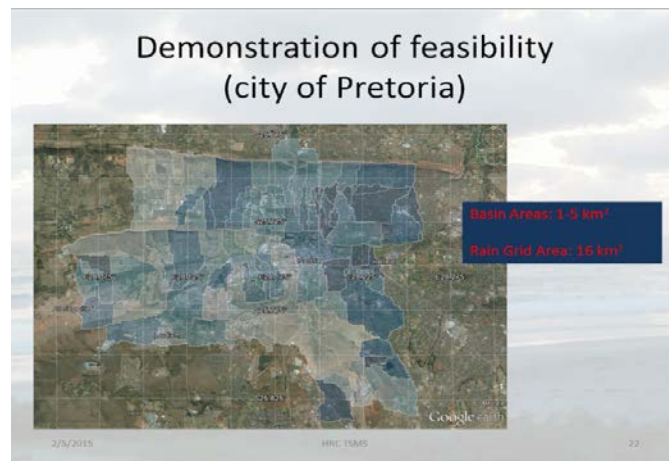 Demonstration of feasibility
(city of Pretoria)
Basin Areas: 1-5 km²
Rain Grid Area: 16 km²
Google earth
2/5/2015
HRC TSMS
22